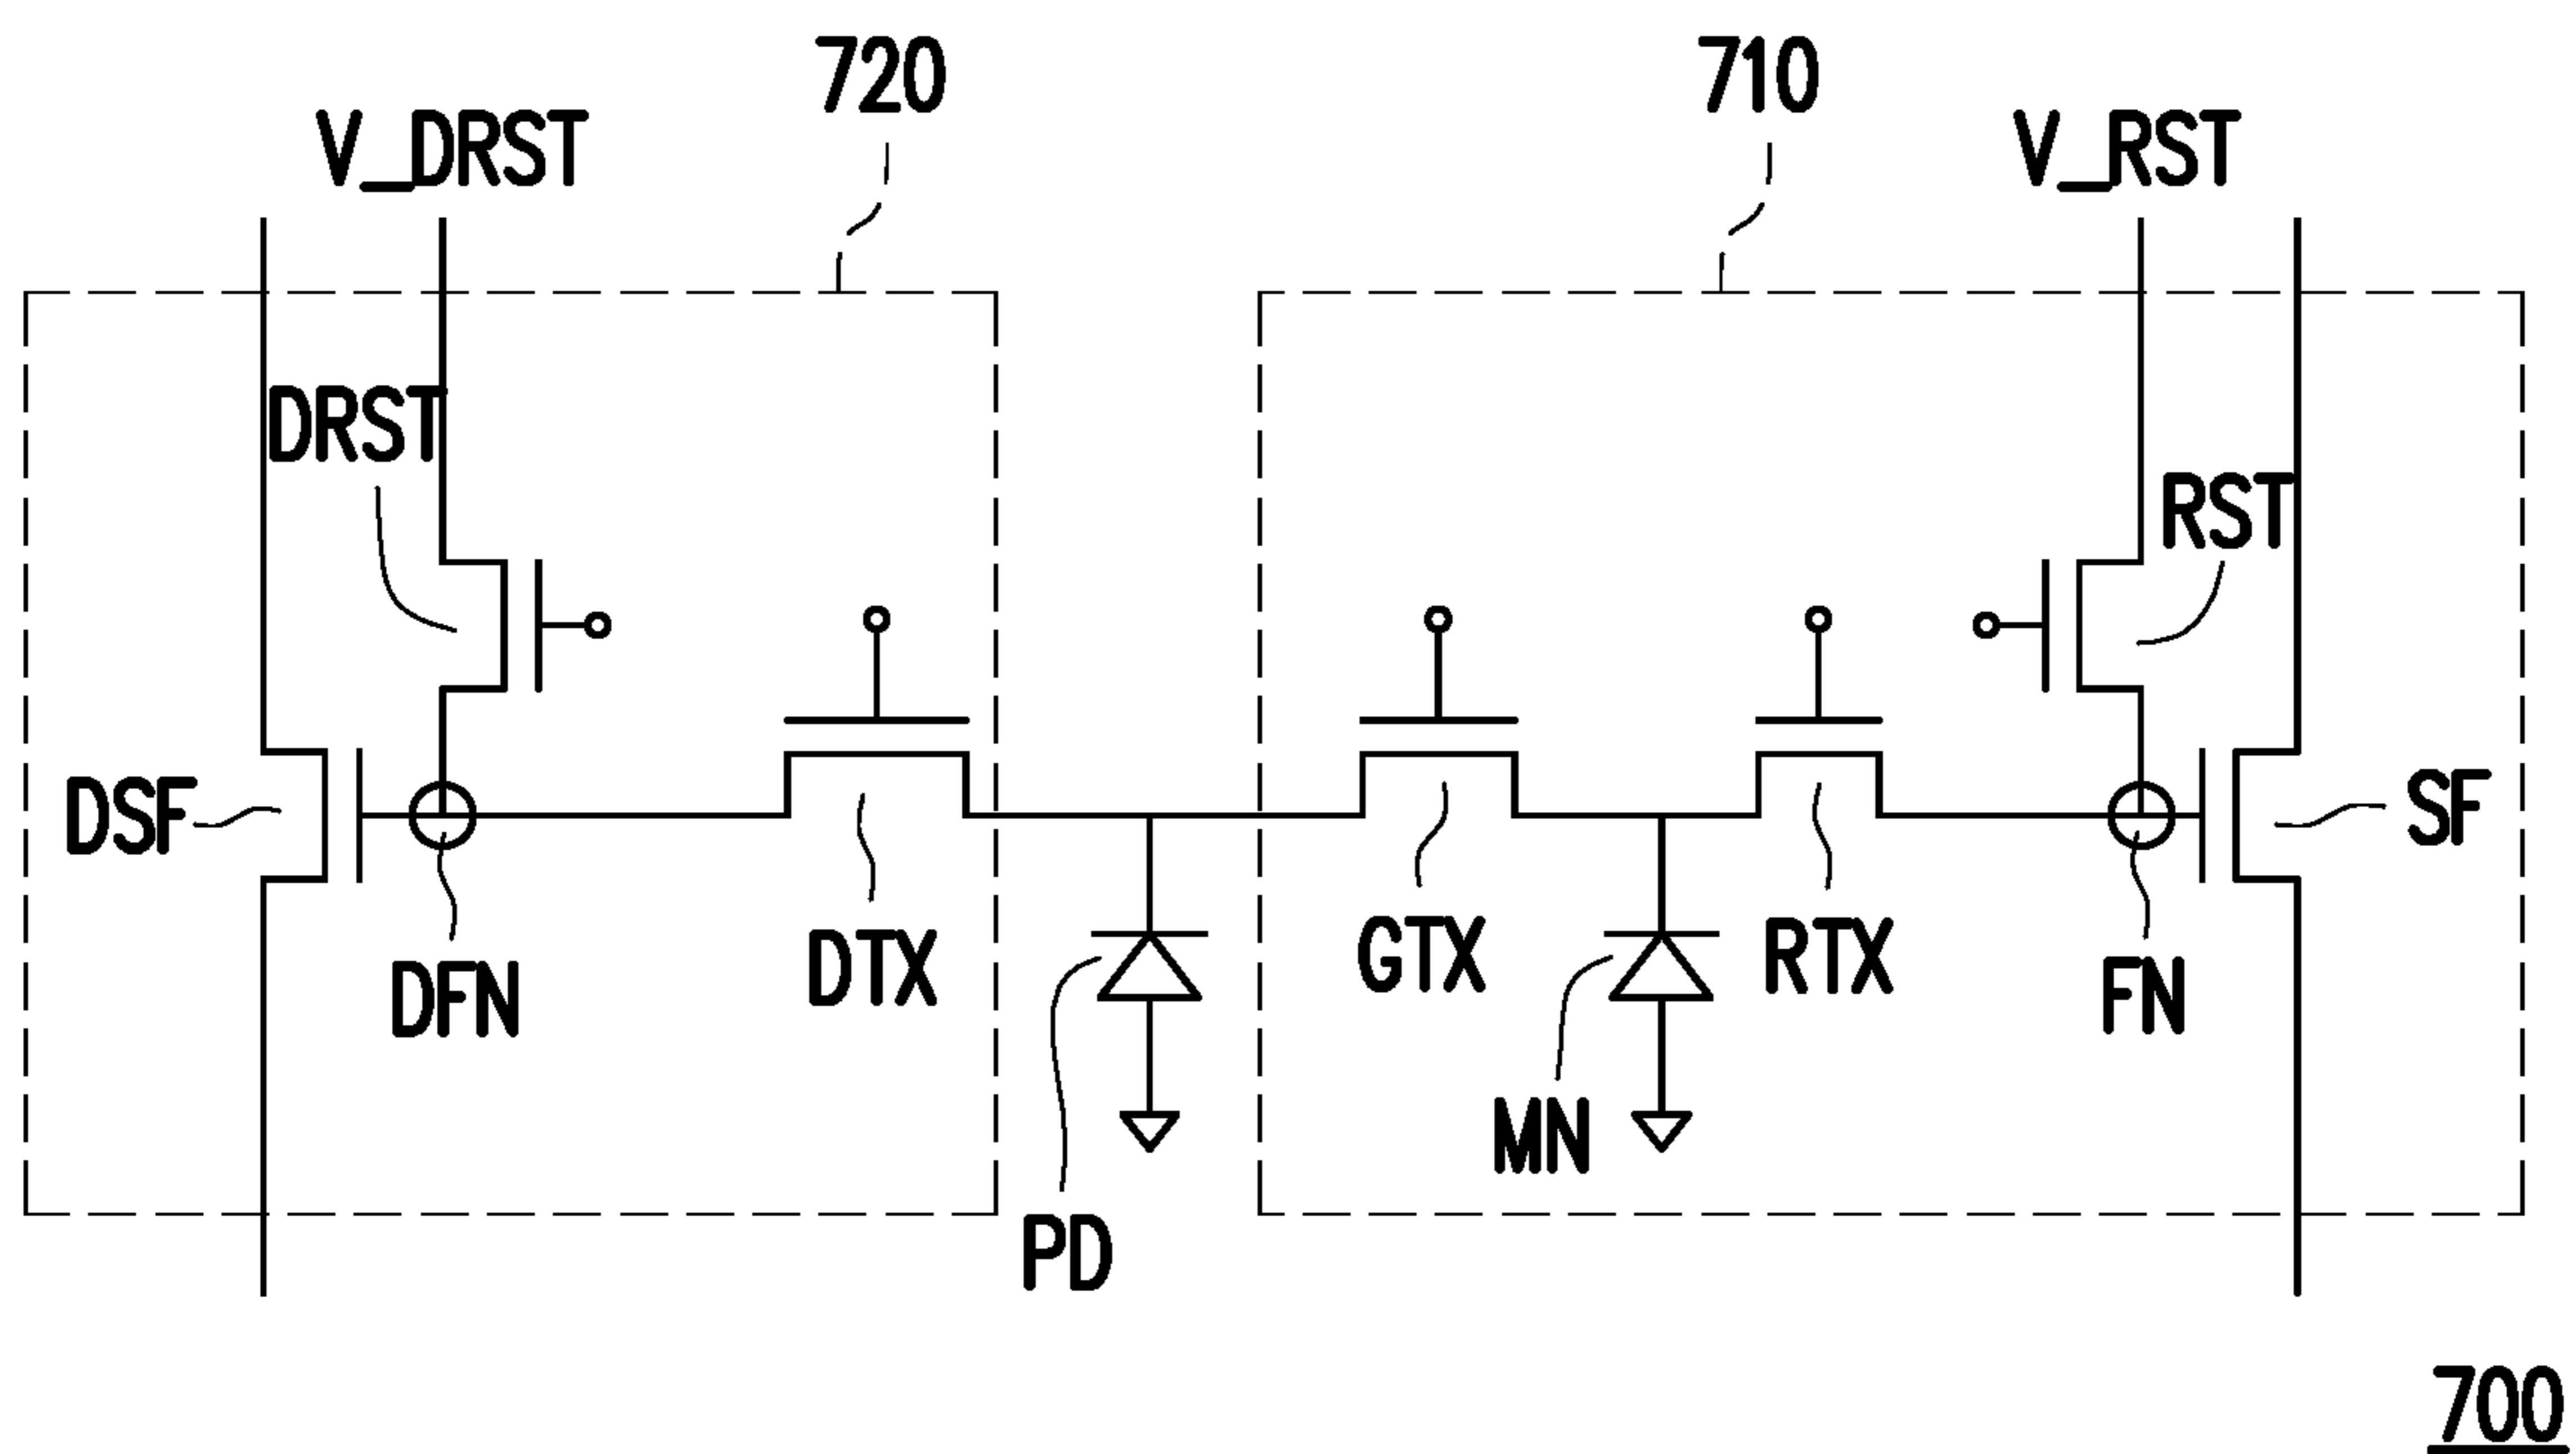 720
710
V_DRST
V_RST
DRST
RST
DSF
SF
DFN
DTX
GTX
RTX
FN
MN
PD
700